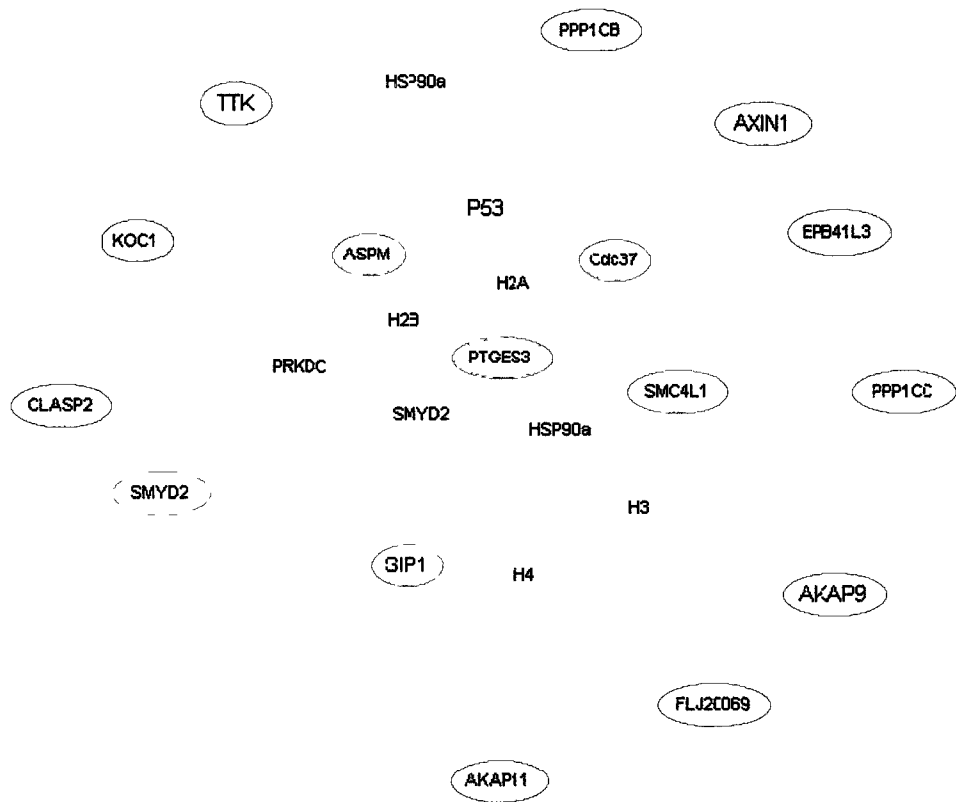 PPP1CB
HSP90a
TTK
AXIN1
P53
EPB41L3
KOC1
ASPM
Cdc37
H2A
H2B
PTGES3
PRKDC
SMC4L1
PPP1CC
CLASP2
SMYD2
HSP90a
SMYD2
H3
GIP1
H4
AKAP9
FLJ20069
AKAP11